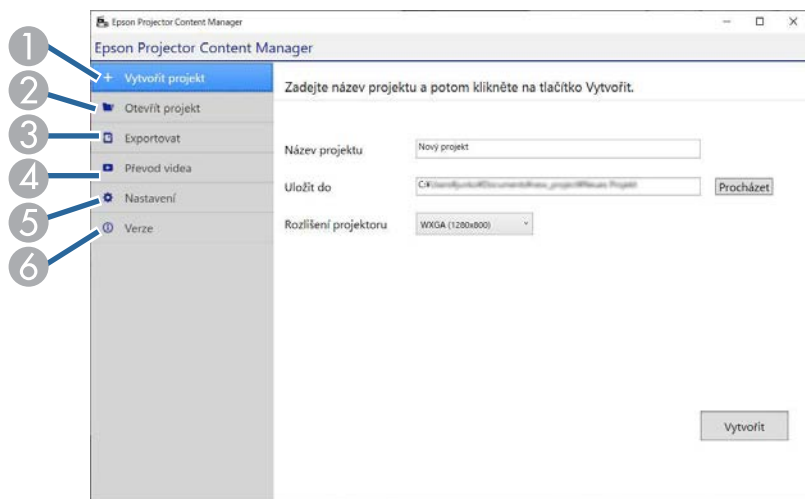 Epson Projector Content Manager
Epson Projector Content Manager
1 Vytvořit projekt
2 Otevřít projekt
3 Exportovat
4 Převod videa
5 Nastavení
6 Verze
Zadejte název projektu a potom klikněte na tlačítko Vytvořit.
Název projektu Nový projekt
Uložit do C:¥ Procházet
Rozlišení projektoru WXGA (1280x800)
Vytvořit